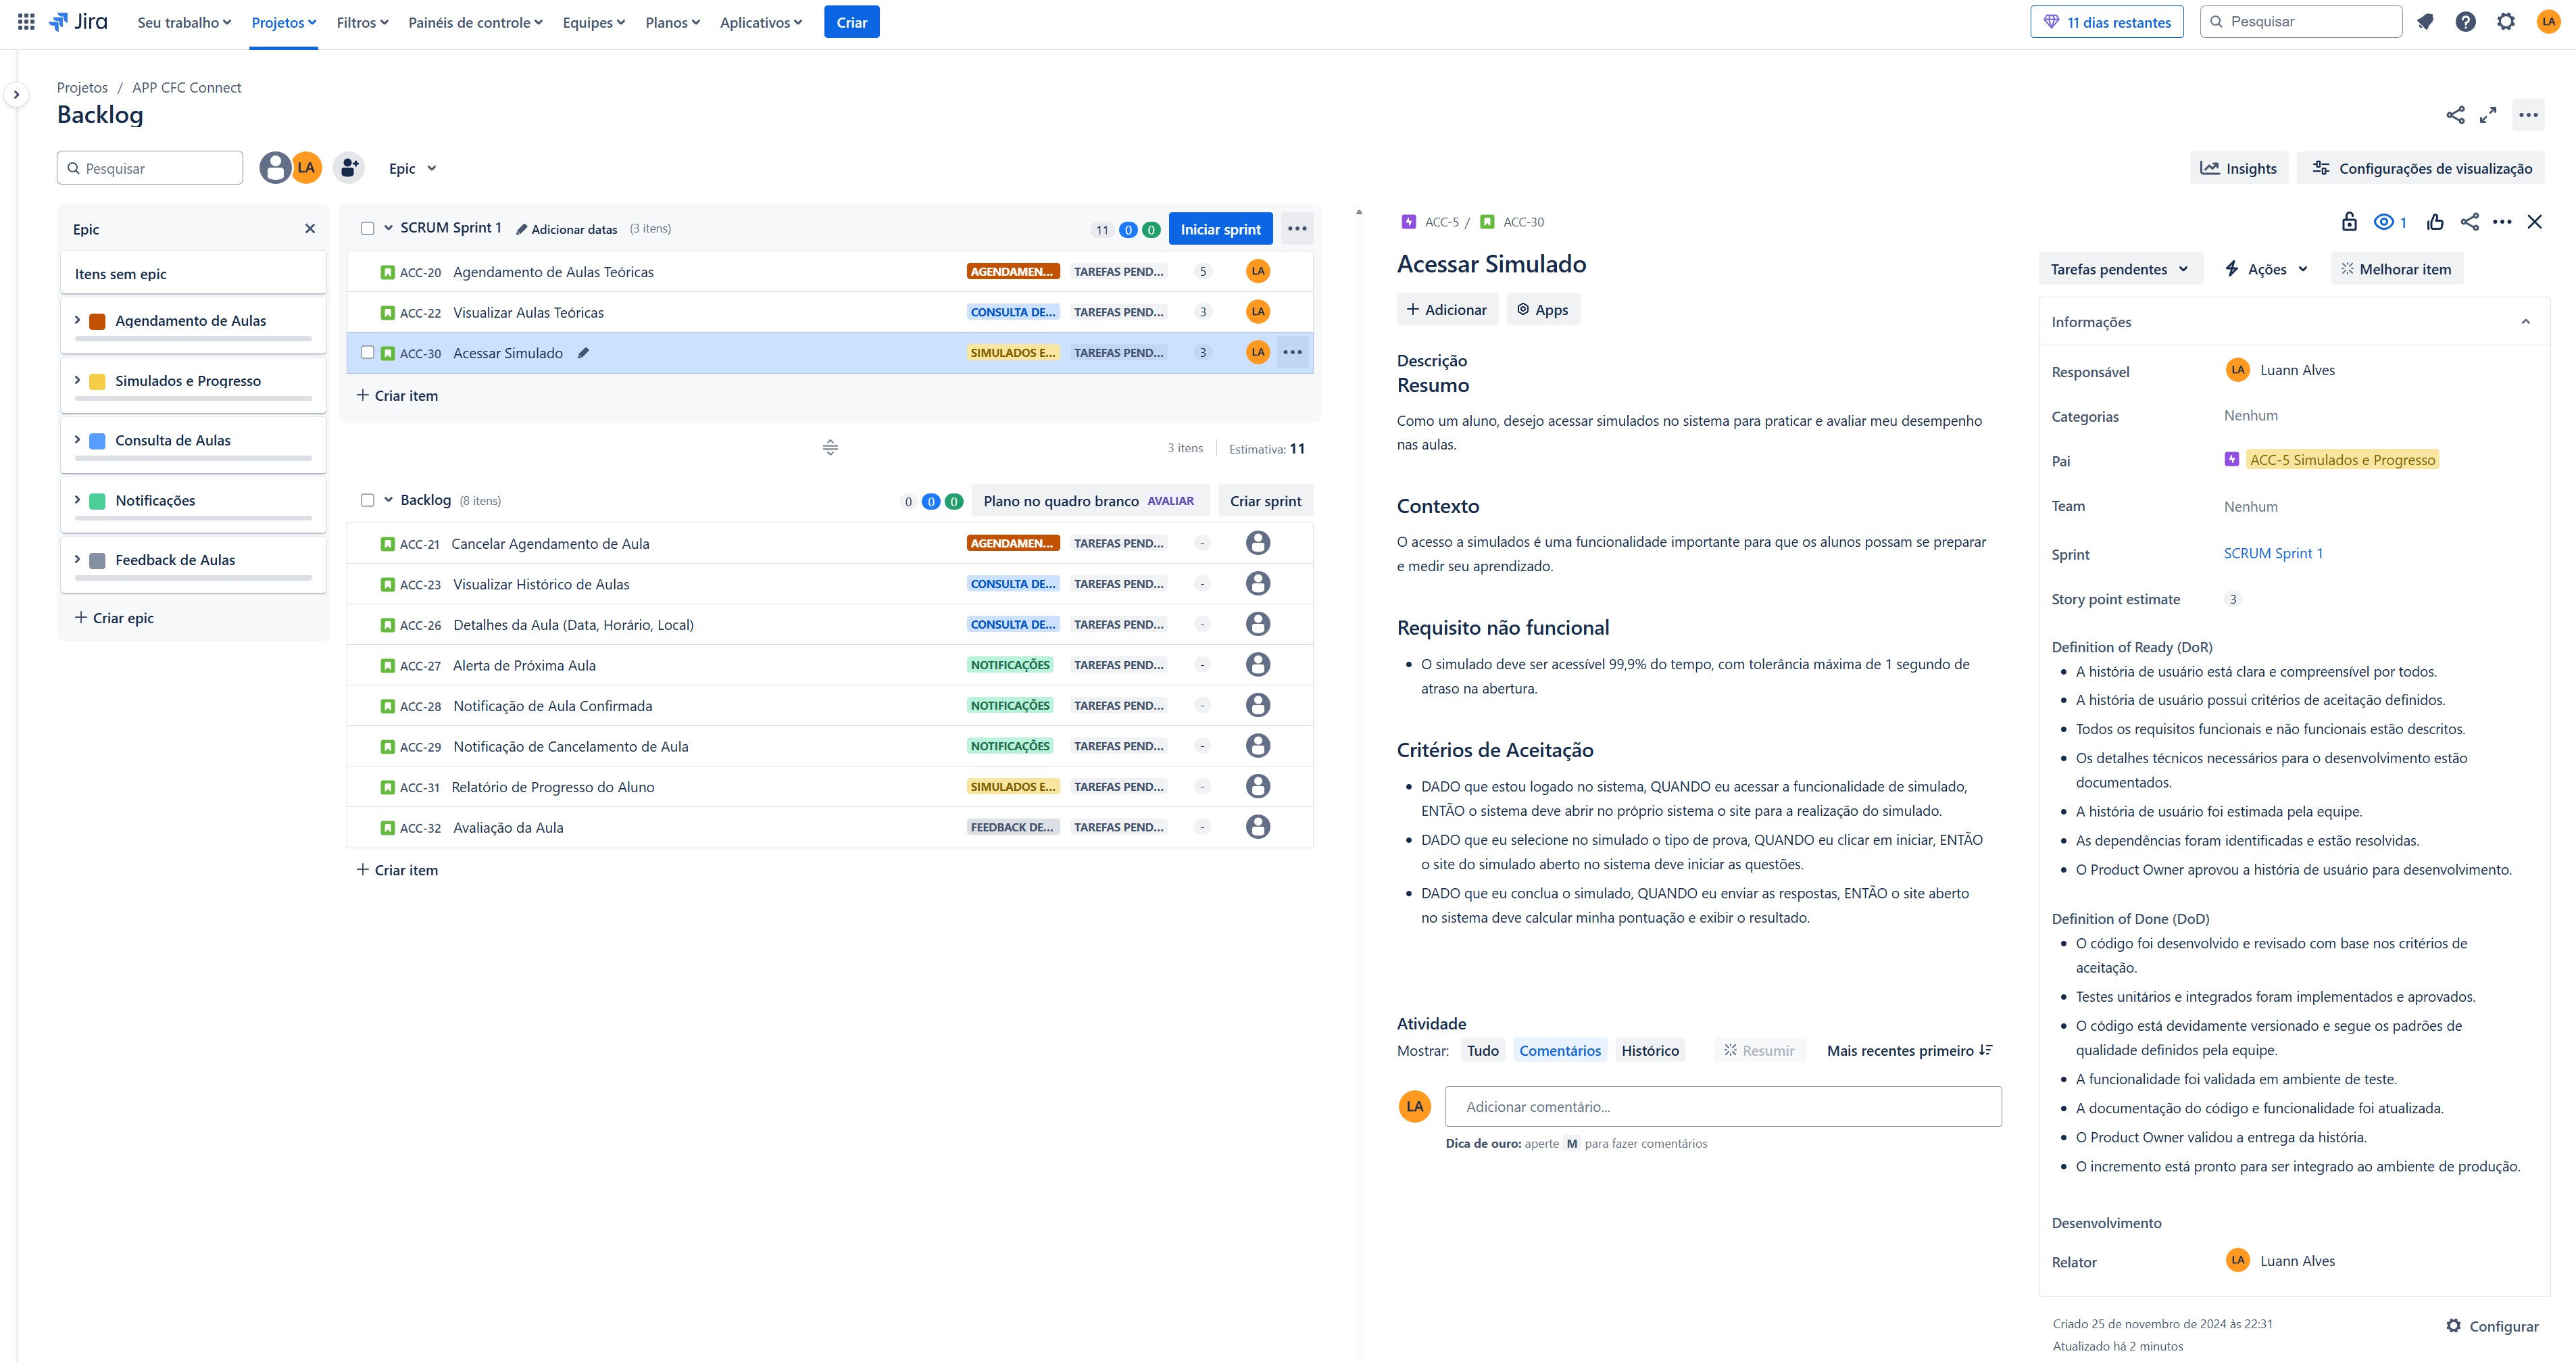 Jira
Seu trabalho
Projetos
Filtros
Painéis de controle
Equipes
Planos
Aplicativos
Criar
11 dias restantes
Pesquisar
LA
Projetos / APP CFC Connect
Backlog
Pesquisar
LA
Epic
Insights
Configurações de visualização
Epic
Itens sem epic
Agendamento de Aulas
Simulados e Progresso
Consulta de Aulas
Notificações
Feedback de Aulas
Criar epic
SCRUM Sprint 1 Adicionar datas (3 itens) 11 0 0 Iniciar sprint
ACC-20 Agendamento de Aulas Teóricas AGENDAMEN... TAREFAS PEND... 5 LA
ACC-22 Visualizar Aulas Teóricas CONSULTA DE... TAREFAS PEND... 3 LA
ACC-30 Acessar Simulado SIMULADOS E... TAREFAS PEND... 3 LA
Criar item
3 itens Estimativa: 11
Backlog (8 itens) 0 0 0 Plano no quadro branco AVALIAR Criar sprint
ACC-21 Cancelar Agendamento de Aula AGENDAMEN... TAREFAS PEND... -
ACC-23 Visualizar Histórico de Aulas CONSULTA DE... TAREFAS PEND... -
ACC-26 Detalhes da Aula (Data, Horário, Local) CONSULTA DE... TAREFAS PEND... -
ACC-27 Alerta de Próxima Aula NOTIFICAÇÕES TAREFAS PEND... -
ACC-28 Notificação de Aula Confirmada NOTIFICAÇÕES TAREFAS PEND... -
ACC-29 Notificação de Cancelamento de Aula NOTIFICAÇÕES TAREFAS PEND... -
ACC-31 Relatório de Progresso do Aluno SIMULADOS E... TAREFAS PEND... -
ACC-32 Avaliação da Aula FEEDBACK DE... TAREFAS PEND... -
Criar item
ACC-5 / ACC-30
1
Acessar Simulado
Adicionar
Apps
Descrição
Resumo
Como um aluno, desejo acessar simulados no sistema para praticar e avaliar meu desempenho
nas aulas.
Contexto
O acesso a simulados é uma funcionalidade importante para que os alunos possam se preparar
e medir seu aprendizado.
Requisito não funcional
• O simulado deve ser acessível 99,9% do tempo, com tolerância máxima de 1 segundo de
atraso na abertura.
Critérios de Aceitação
• DADO que estou logado no sistema, QUANDO eu acessar a funcionalidade de simulado,
ENTÃO o sistema deve abrir no próprio sistema o site para a realização do simulado.
• DADO que eu selecione no simulado o tipo de prova, QUANDO eu clicar em iniciar, ENTÃO
o site do simulado aberto no sistema deve iniciar as questões.
• DADO que eu conclua o simulado, QUANDO eu enviar as respostas, ENTÃO o site aberto
no sistema deve calcular minha pontuação e exibir o resultado.
Atividade
Mostrar: Tudo Comentários Histórico Resumir Mais recentes primeiro
LA
Adicionar comentário...
Dica de ouro: aperte M para fazer comentários
Tarefas pendentes
Ações
Melhorar item
Informações
Responsável LA Luann Alves
Categorias Nenhum
Pai ACC-5 Simulados e Progresso
Team Nenhum
Sprint SCRUM Sprint 1
Story point estimate 3
Definition of Ready (DoR)
• A história de usuário está clara e compreensível por todos.
• A história de usuário possui critérios de aceitação definidos.
• Todos os requisitos funcionais e não funcionais estão descritos.
• Os detalhes técnicos necessários para o desenvolvimento estão
documentados.
• A história de usuário foi estimada pela equipe.
• As dependências foram identificadas e estão resolvidas.
• O Product Owner aprovou a história de usuário para desenvolvimento.
Definition of Done (DoD)
• O código foi desenvolvido e revisado com base nos critérios de
aceitação.
• Testes unitários e integrados foram implementados e aprovados.
• O código está devidamente versionado e segue os padrões de
qualidade definidos pela equipe.
• A funcionalidade foi validada em ambiente de teste.
• A documentação do código e funcionalidade foi atualizada.
• O Product Owner validou a entrega da história.
• O incremento está pronto para ser integrado ao ambiente de produção.
Desenvolvimento
Relator LA Luann Alves
Criado 25 de novembro de 2024 às 22:31
Atualizado há 2 minutos
Configurar